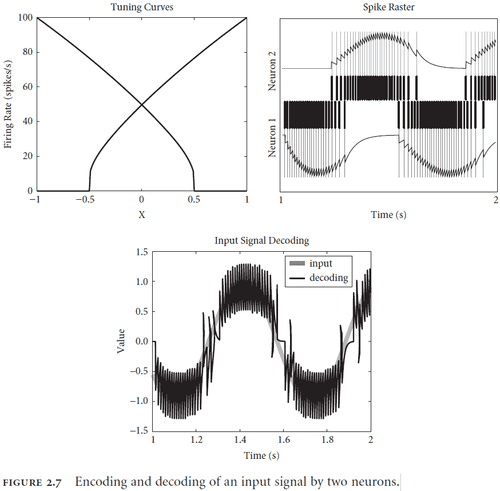 Tuning Curves
Firing Rate (spikes/s)
100
80
60
40
20
0
−1
−0.5
0
0.5
1
X
Spike Raster
Neuron 2
Neuron 1
1
2
Time (s)
Input Signal Decoding
input
decoding
Value
1.5
1.0
0.5
0.0
−0.5
−1.0
−1.5
1
1.2
1.4
1.6
1.8
2
Time (s)
FIGURE 2.7 Encoding and decoding of an input signal by two neurons.